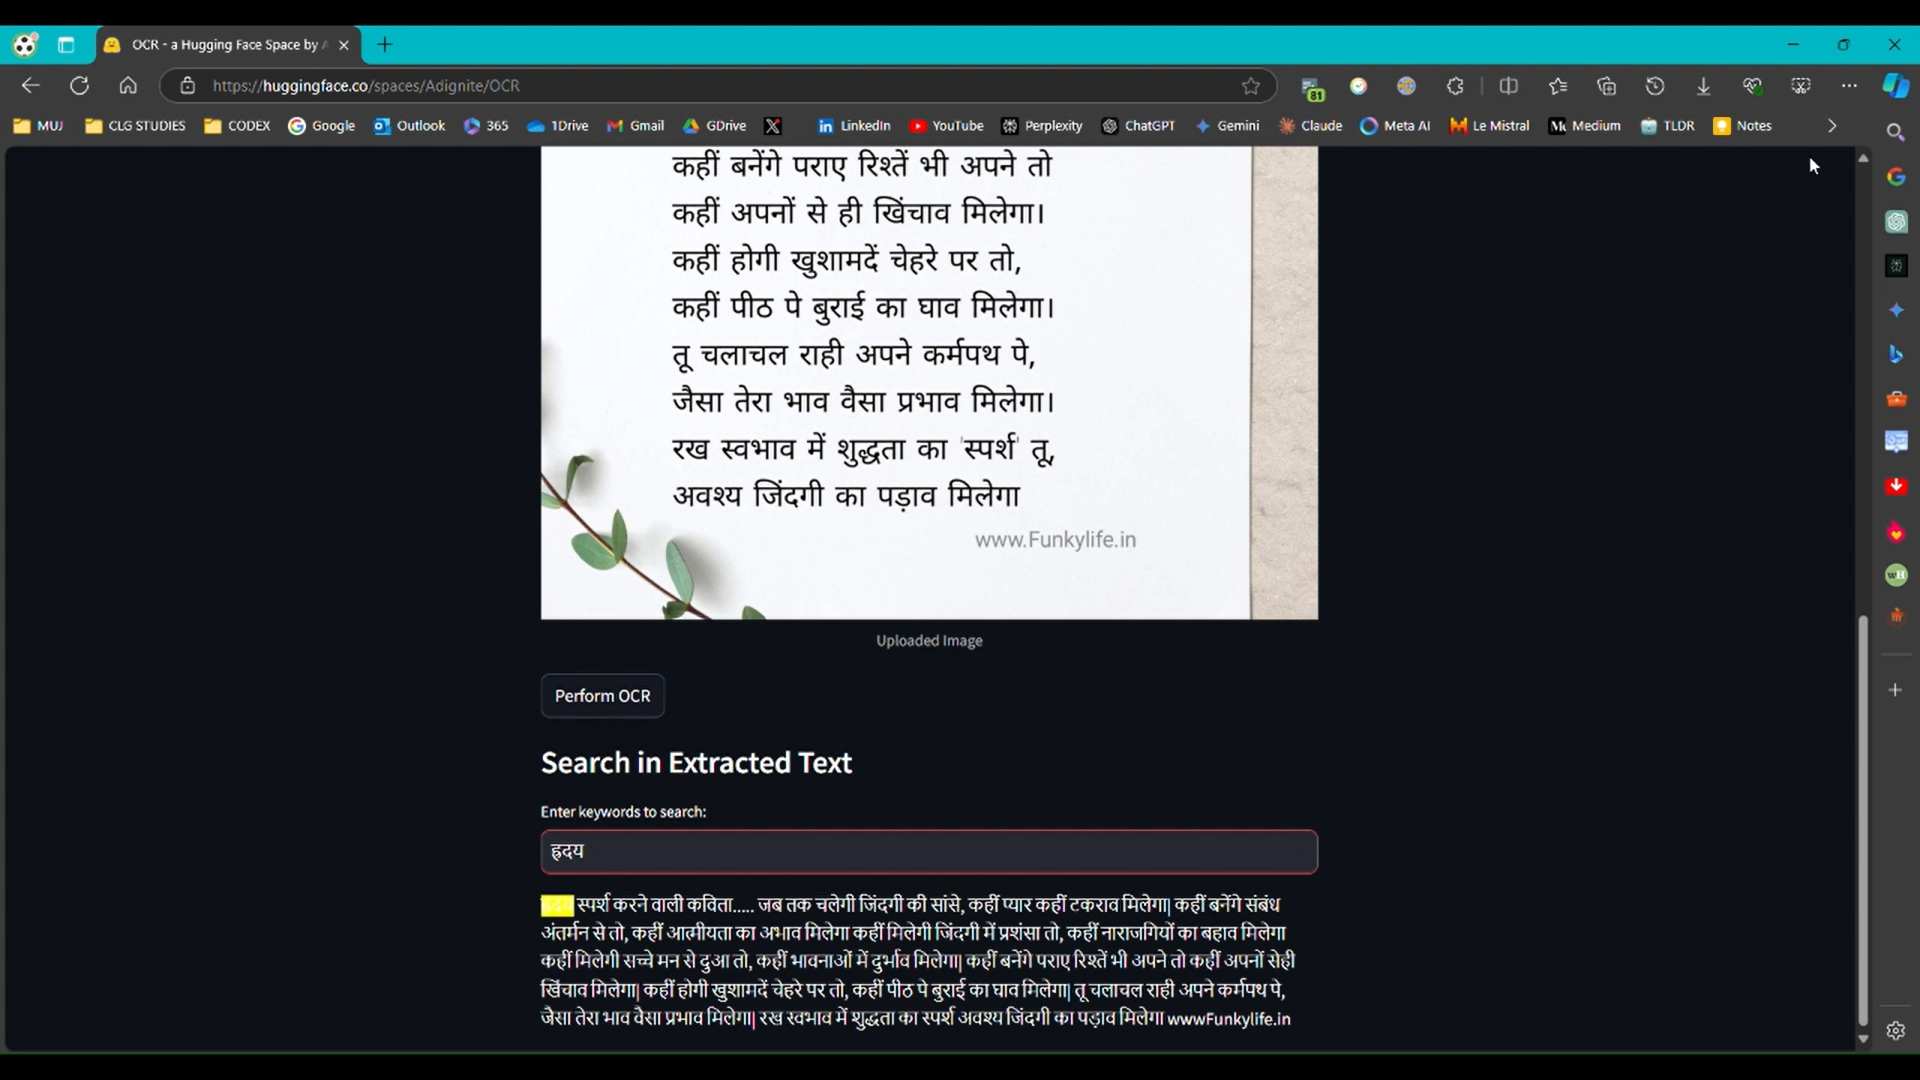 OCR - a Hugging Face Space by A
https://huggingface.co/spaces/Adignite/OCR
81
MUJ CLG STUDIES CODEX Google Outlook 365 1Drive Gmail GDrive X LinkedIn YouTube Perplexity ChatGPT Gemini Claude Meta AI Le Mistral Medium TLDR Notes
कहीं बनेंगे पराए रिश्तें भी अपने तो
कहीं अपनों से ही खिंचाव मिलेगा।
कहीं होगी खुशामदें चेहरे पर तो,
कहीं पीठ पे बुराई का घाव मिलेगा।
तू चलाचल राही अपने कर्मपथ पे,
जैसा तेरा भाव वैसा प्रभाव मिलेगा।
रख स्वभाव में शुद्धता का 'स्पर्श' तू,
अवश्य जिंदगी का पड़ाव मिलेगा
www.Funkylife.in
Uploaded Image
Perform OCR
Search in Extracted Text
Enter keywords to search:
ह्रदय
ह्रदय स्पर्श करने वाली कविता..... जब तक चलेगी जिंदगी की सांसे, कहीं प्यार कहीं टकराव मिलेगा| कहीं बनेंगे संबंध
अंतर्मन से तो, कहीं आत्मीयता का अभाव मिलेगा कहीं मिलेगी जिंदगी में प्रशंसा तो, कहीं नाराजगियों का बहाव मिलेगा
कहीं मिलेगी सच्चे मन से दुआ तो, कहीं भावनाओं में दुर्भाव मिलेगा| कहीं बनेंगे पराए रिश्तें भी अपने तो कहीं अपनों सेही
खिंचाव मिलेगा| कहीं होगी खुशामदें चेहरे पर तो, कहीं पीठ पे बुराई का घाव मिलेगा| तू चलाचल राही अपने कर्मपथ पे,
जैसा तेरा भाव वैसा प्रभाव मिलेगा| रख स्वभाव में शुद्धता का स्पर्श अवश्य जिंदगी का पड़ाव मिलेगा wwwFunkylife.in